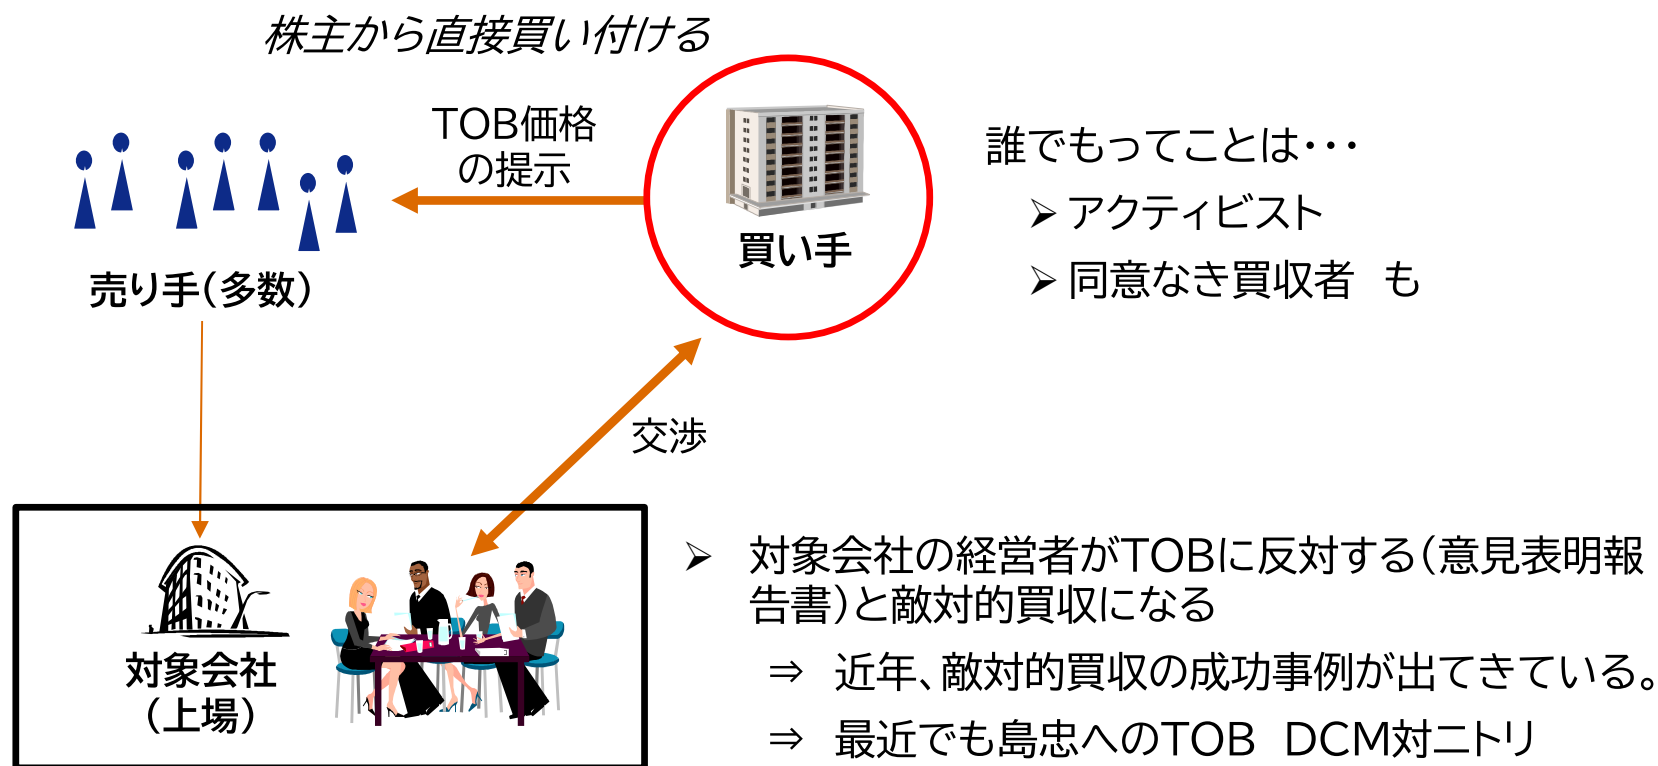 株主から直接買い付ける
TOB価格
の提示
買い手
売り手(多数)
誰でもってことは・・・
➢ アクティビスト
➢ 同意なき買収者 も
交渉
対象会社
(上場)
➢ 対象会社の経営者がTOBに反対する(意見表明報
告書)と敵対的買収になる
⇒ 近年、敵対的買収の成功事例が出てきている。
⇒ 最近でも島忠へのTOB DCM対ニトリ